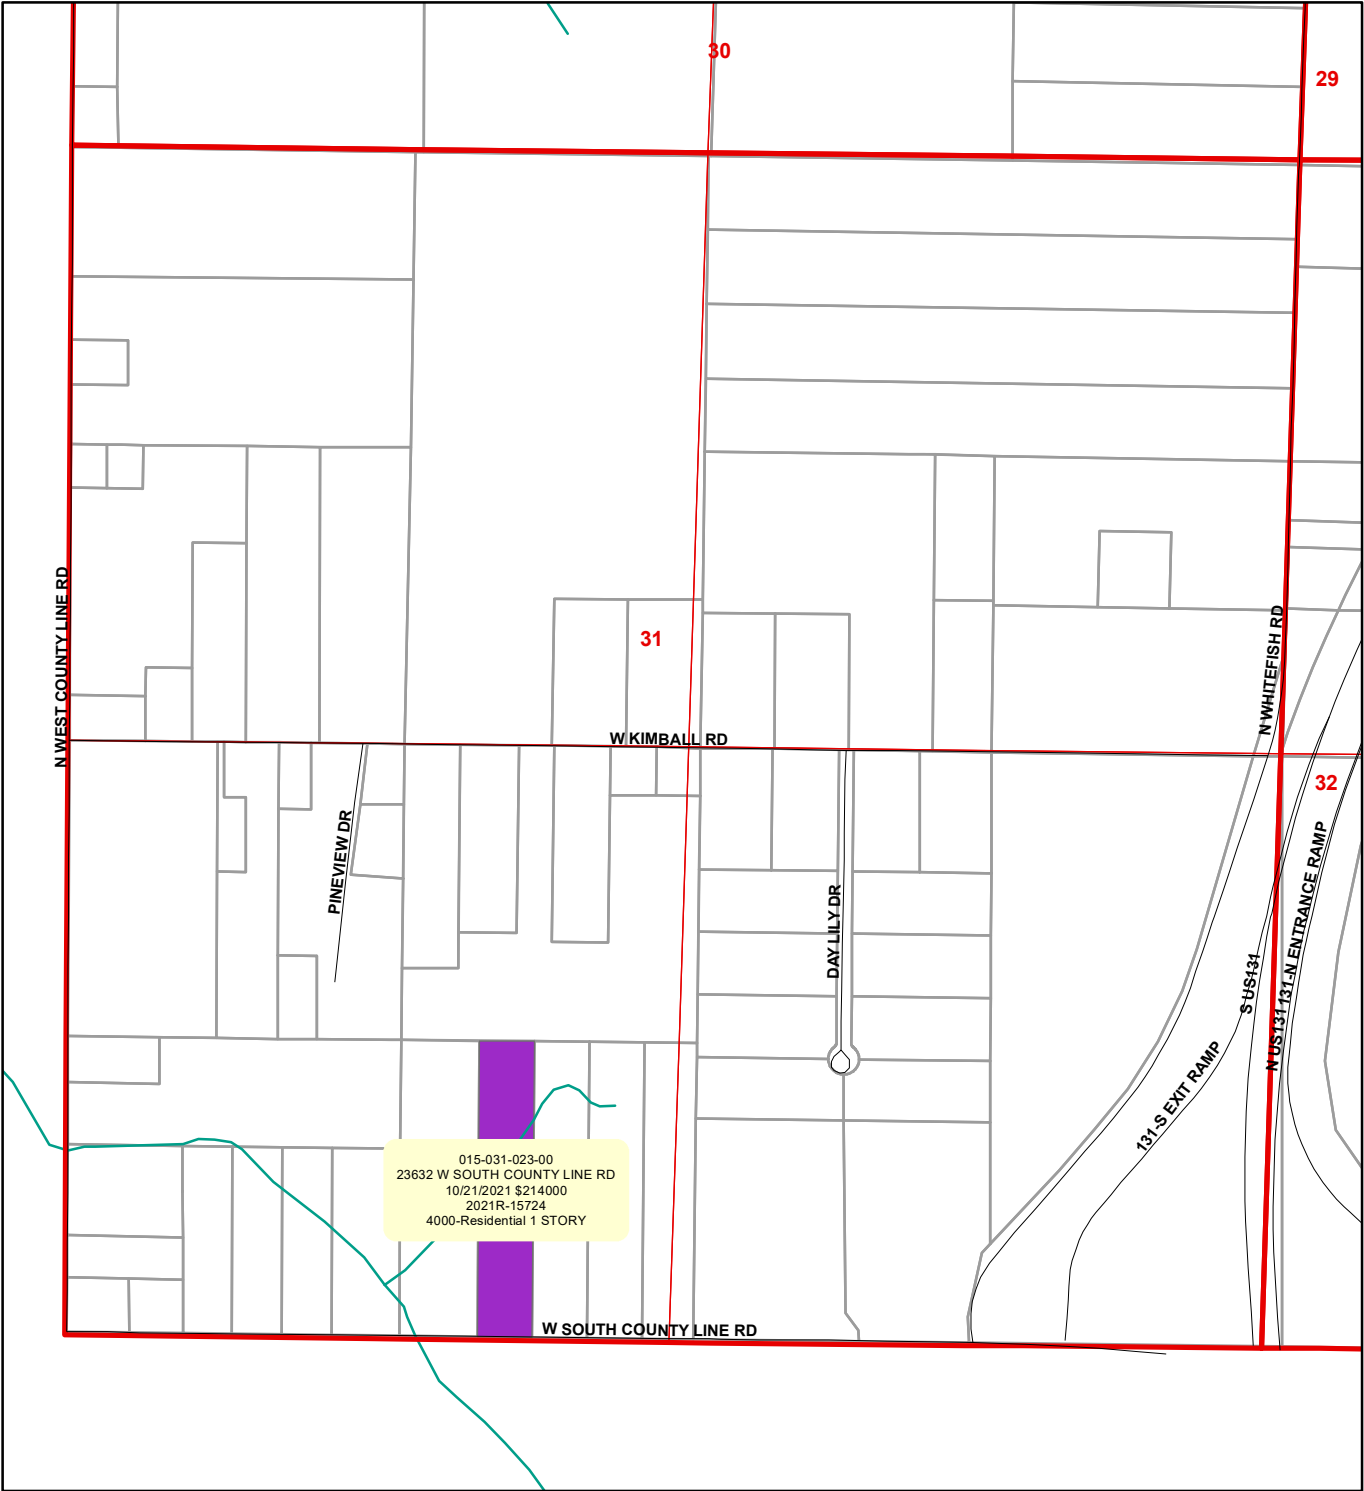 30
29
31
N WEST COUNTY LINE RD
N WHITEFISH RD
W KIMBALL RD
32
PINEVIEW DR
DAY LILY DR
S US131
N US131
131-N ENTRANCE RAMP
131-S EXIT RAMP
015-031-023-00
23632 W SOUTH COUNTY LINE RD
10/21/2021 $214000
2021R-15724
4000-Residential 1 STORY
W SOUTH COUNTY LINE RD